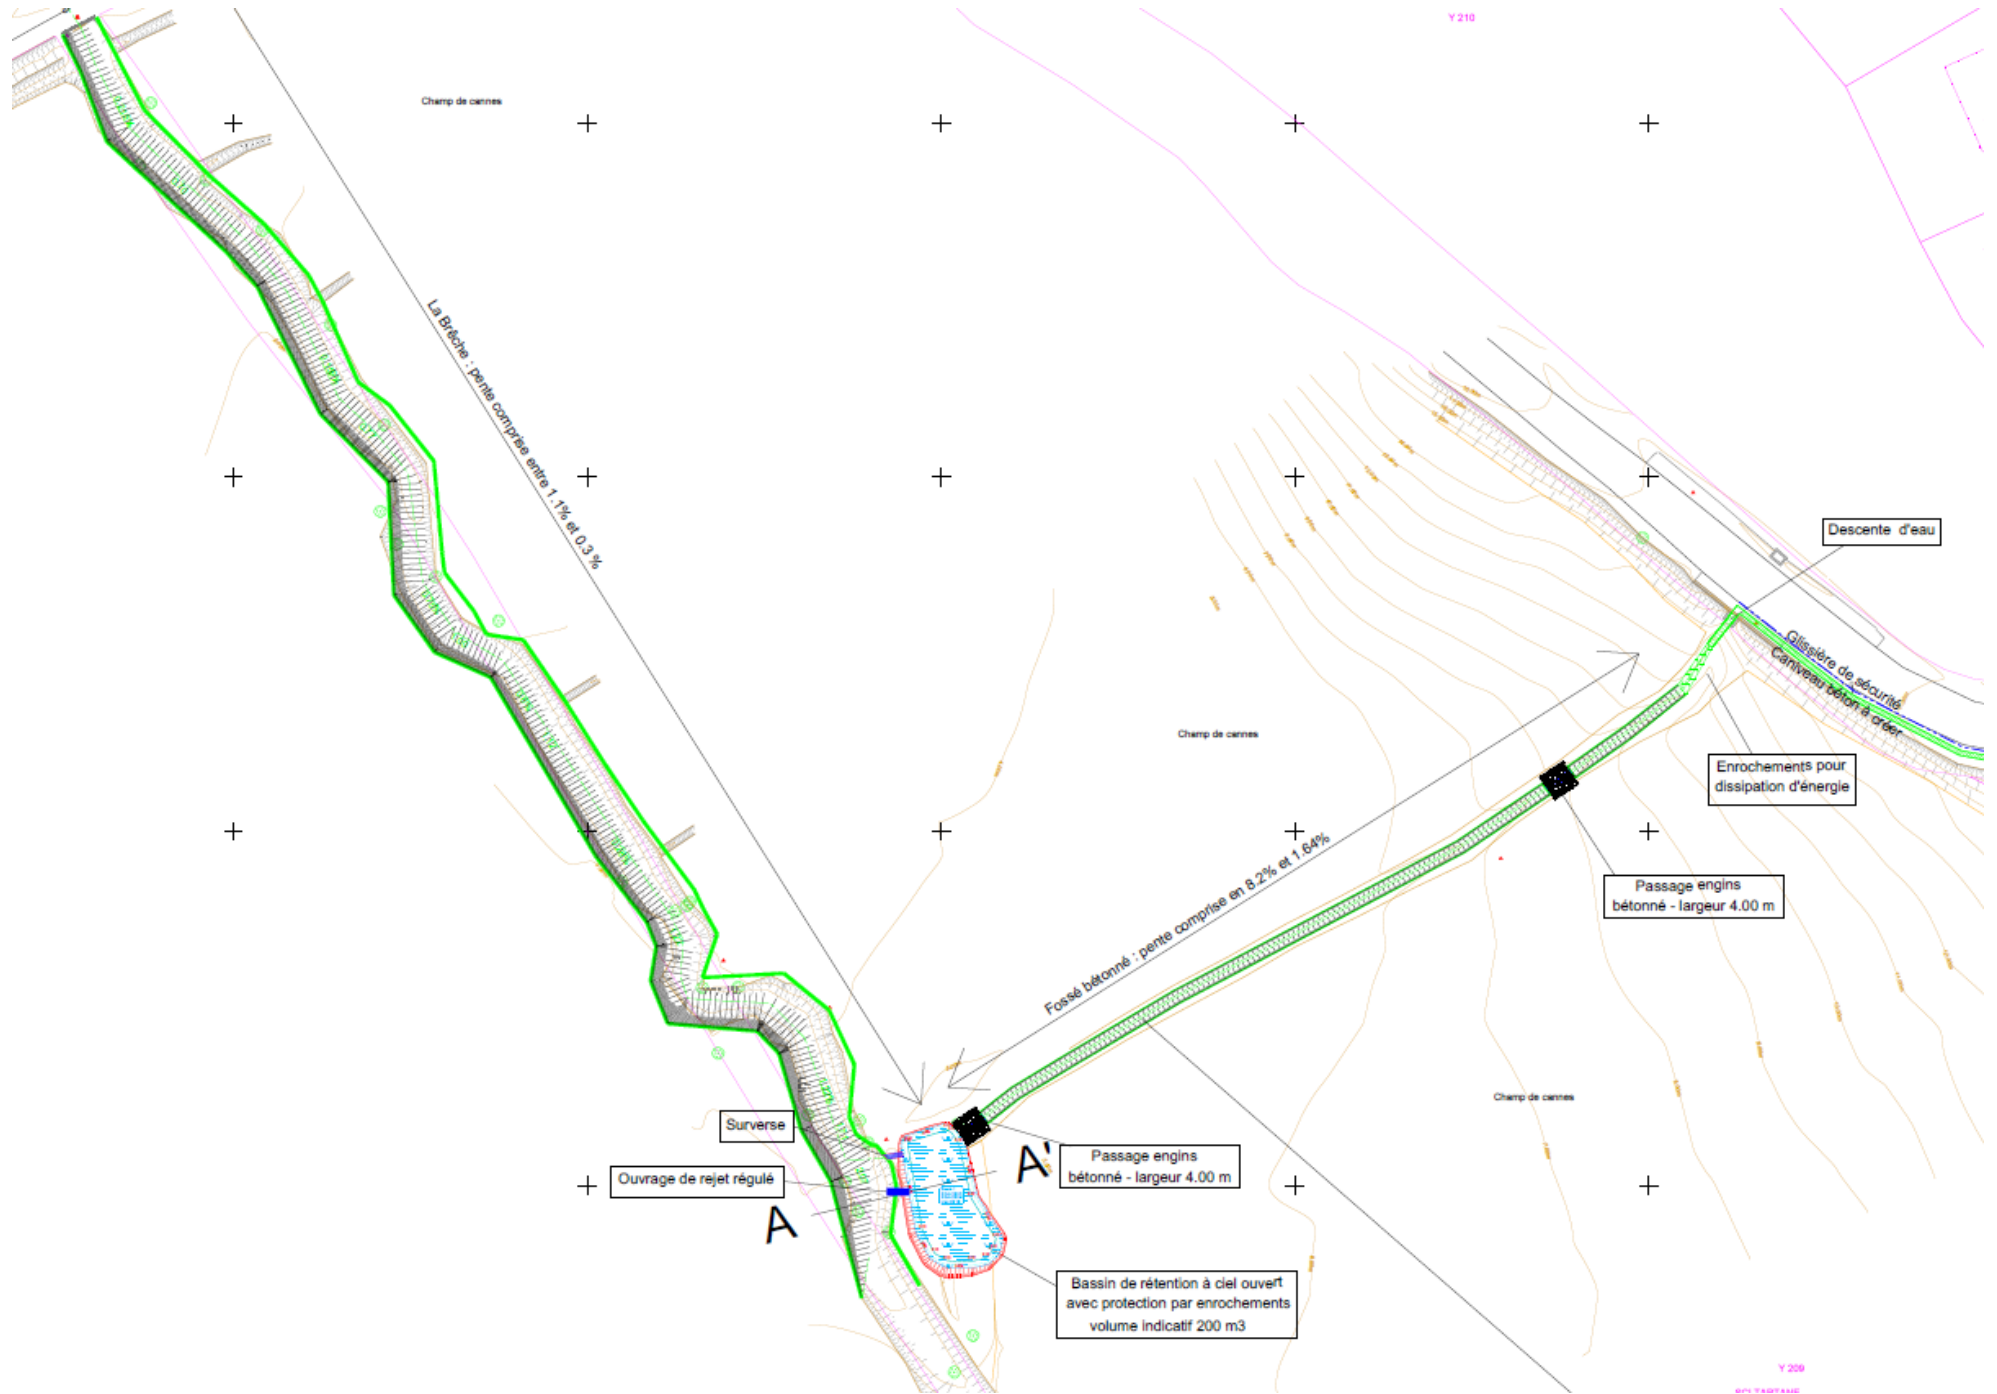 Y 210
Champ de cannes
La Brêche : pente comprise entre 1.1% et 0.3 %
Descente d'eau
Glissière de sécurité
Caniveau béton à créer
Champ de cannes
Enrochements pour
dissipation d'énergie
Fossé bétonné : pente comprise en 8.2% et 1.64%
Passage engins
bétonné - largeur 4.00 m
Champ de cannes
Surverse
A'
Passage engins
bétonné - largeur 4.00 m
Ouvrage de rejet régulé
A
Bassin de rétention à ciel ouvert
avec protection par enrochements
volume indicatif 200 m3
Y 209